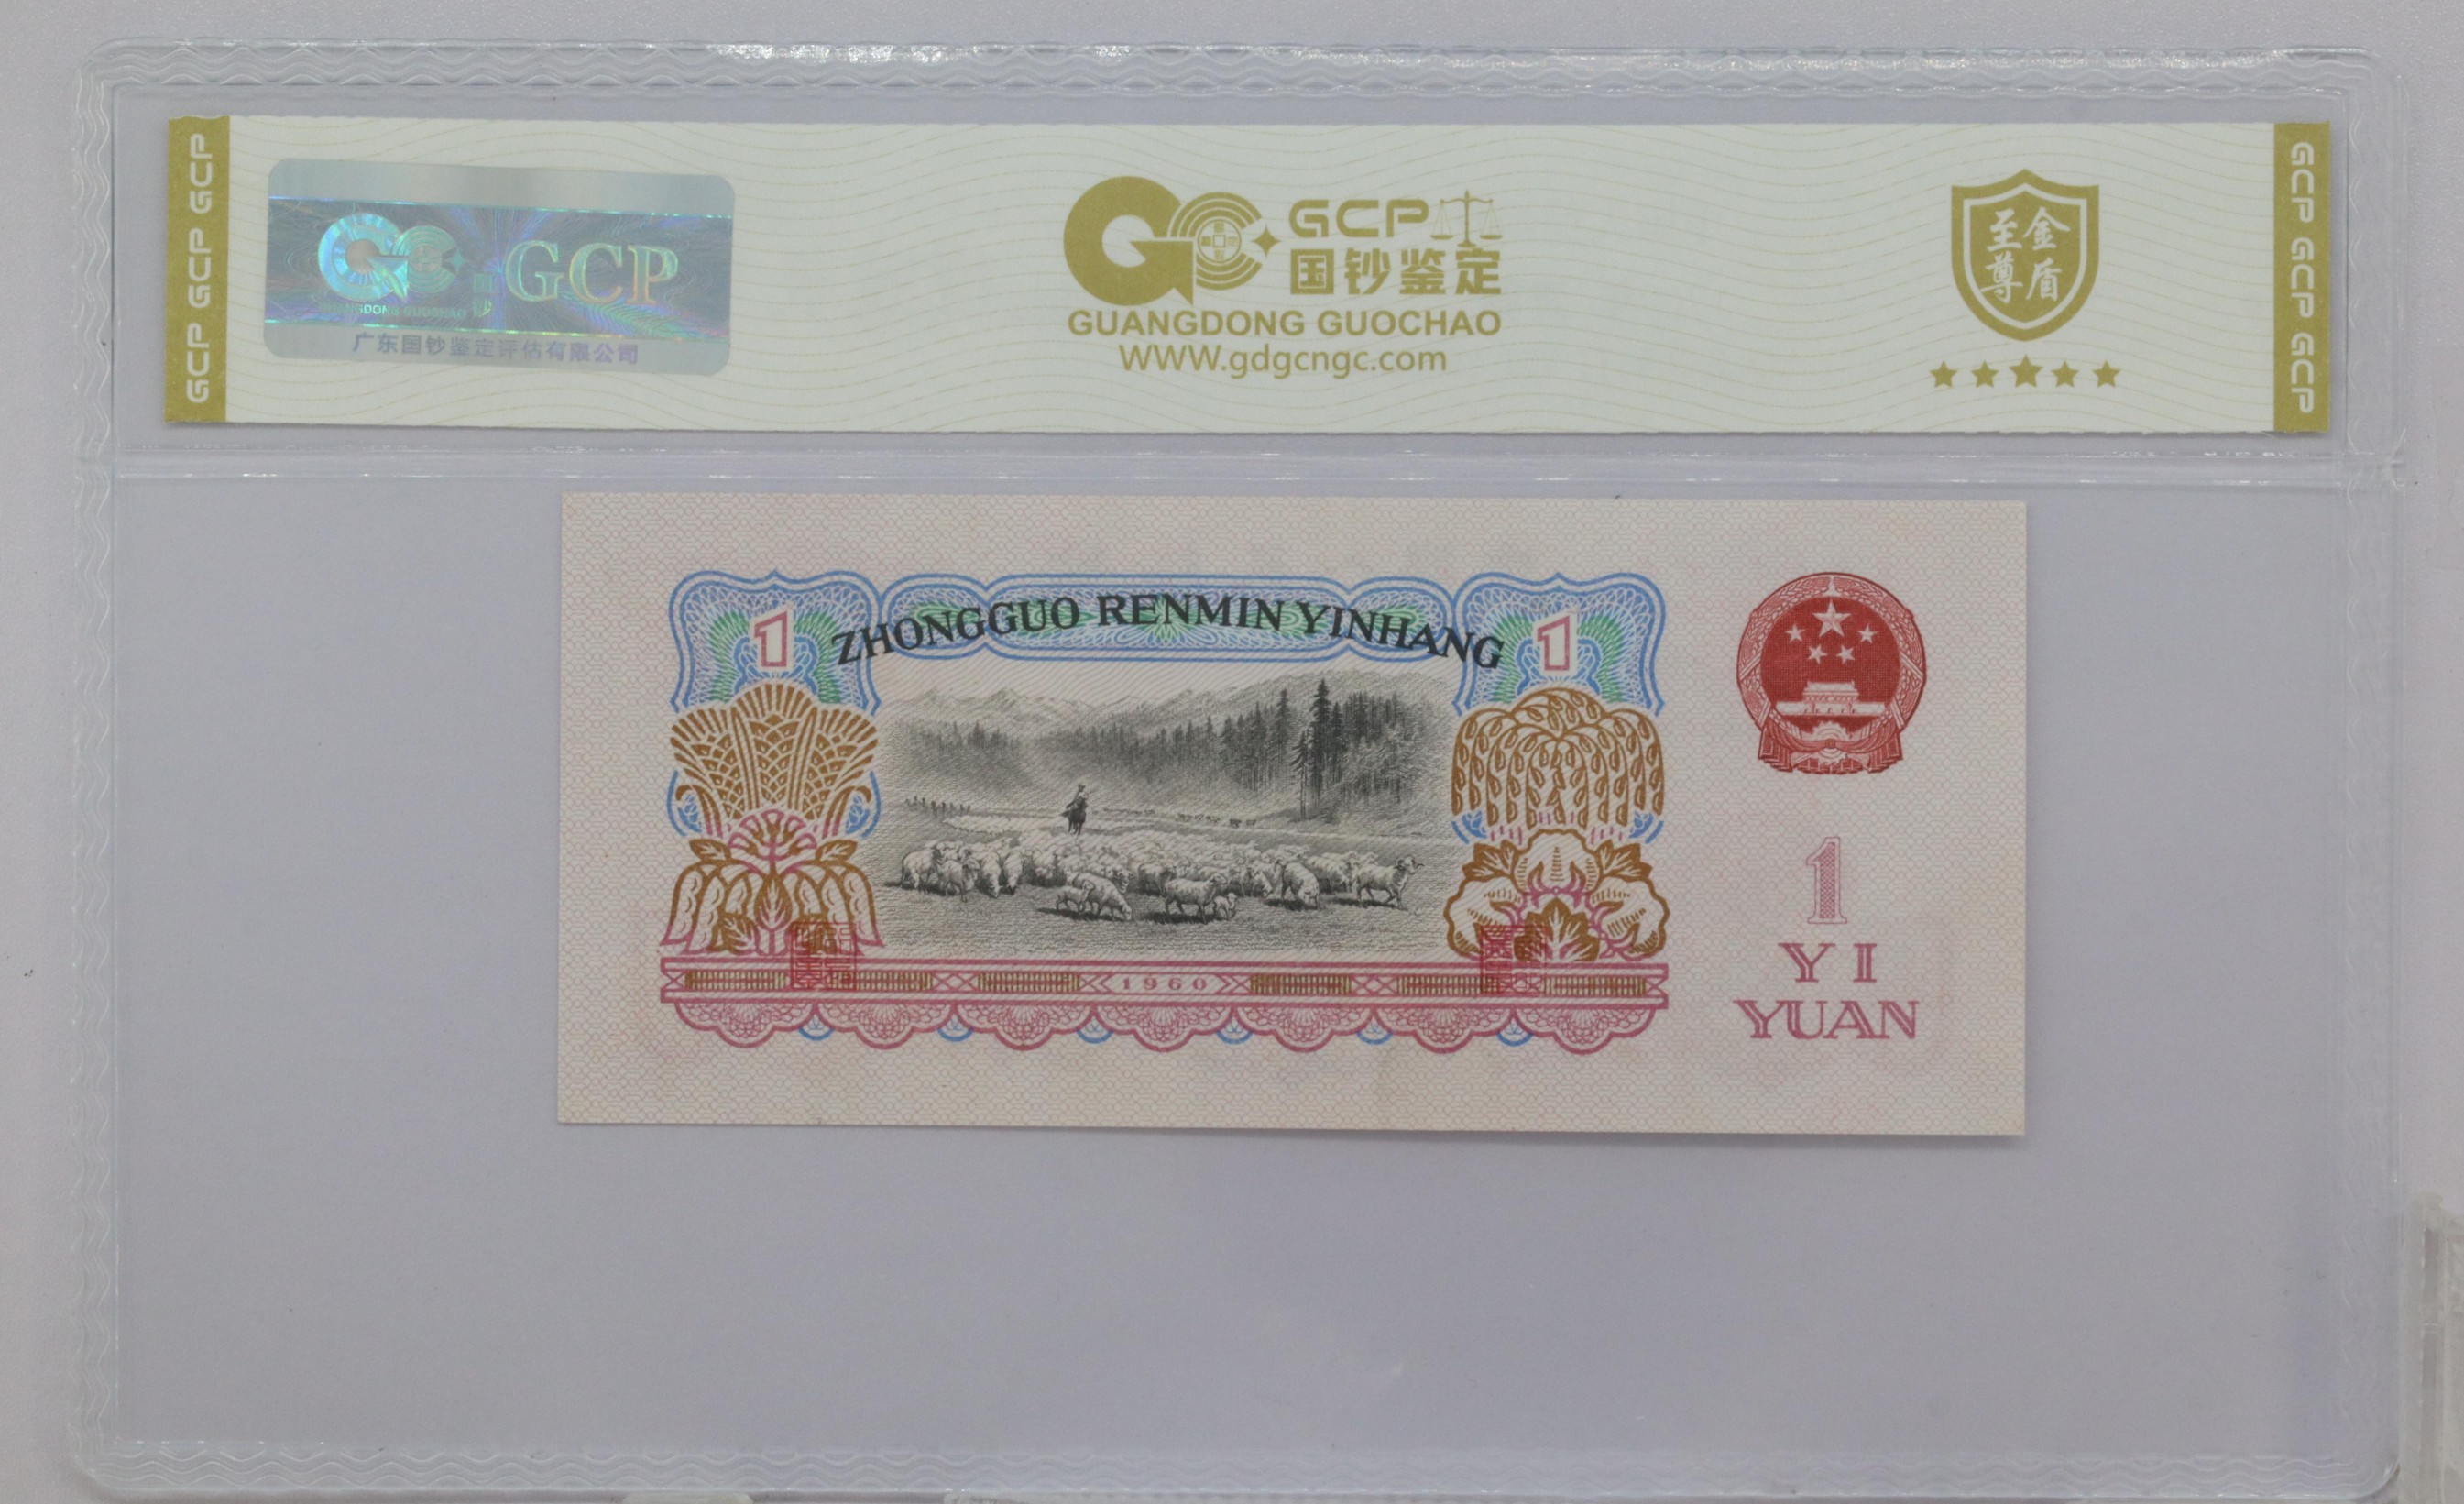 GCP GCP GCP
GCP
GUANGDONG GUOCHAO
国钞
广东国钞鉴定评估有限公司
GCP
国钞鉴定
GUANGDONG GUOCHAO
WWW.gdgcngc.com
至金
尊盾
GCP GCP GCP
ZHONGGUO RENMIN YINHANG
1
1
1960
1
YI
YUAN